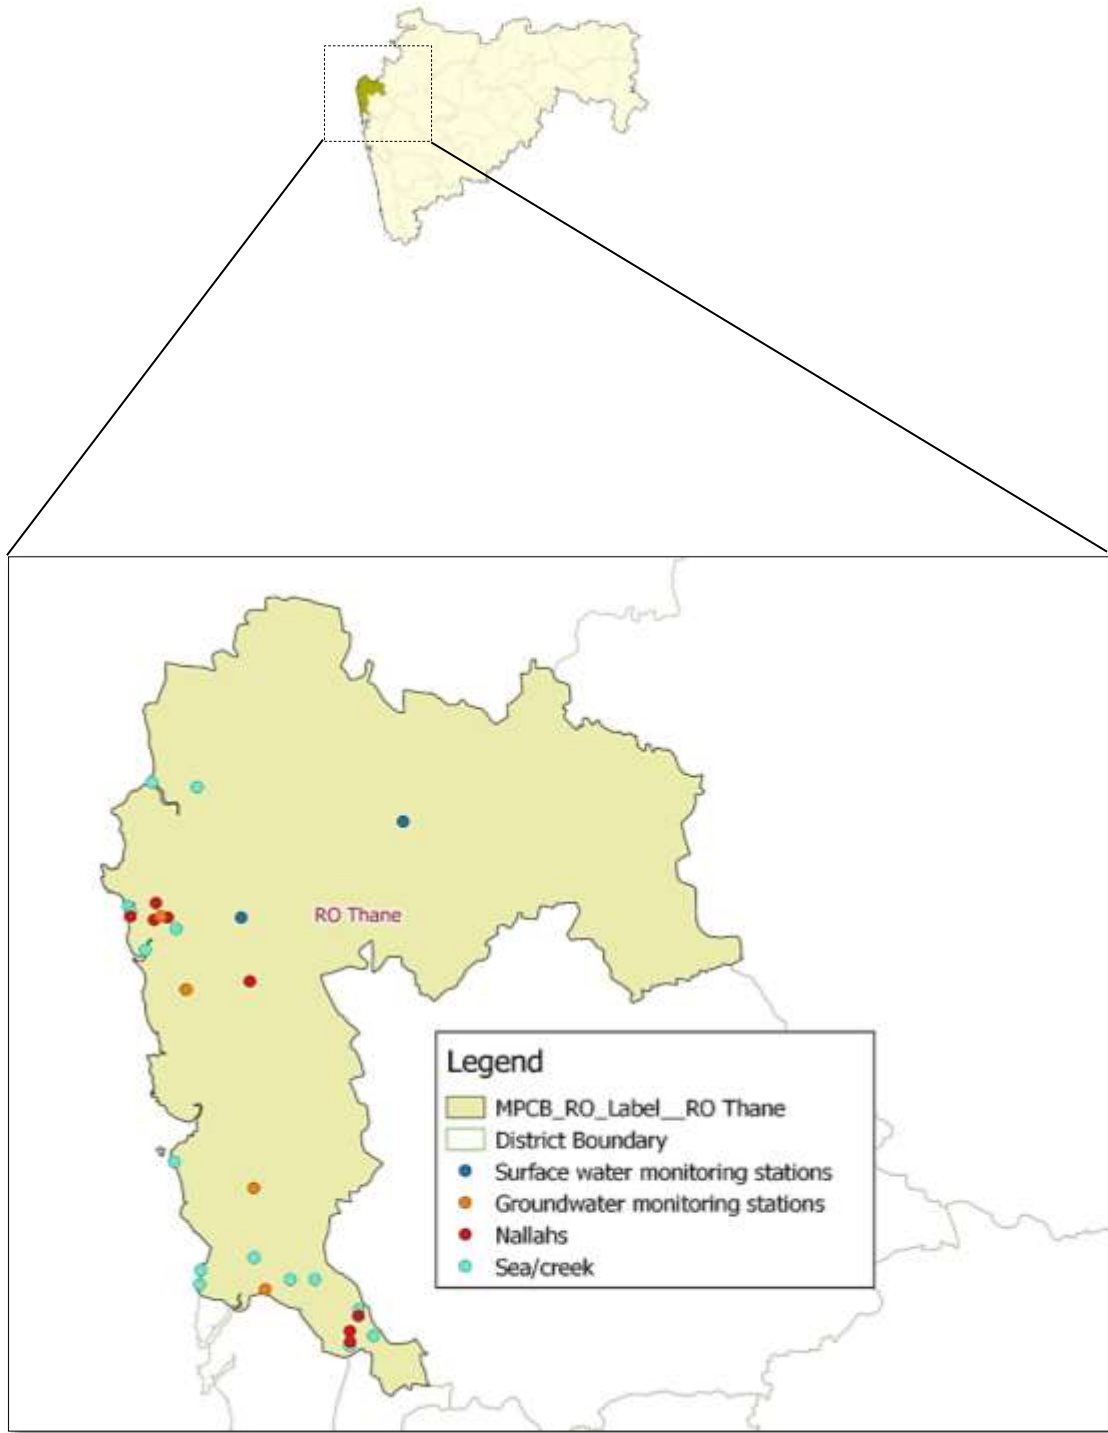 RO Thane
Legend
MPCB_RO_Label__RO Thane
District Boundary
Surface water monitoring stations
Groundwater monitoring stations
Nallahs
Sea/creek